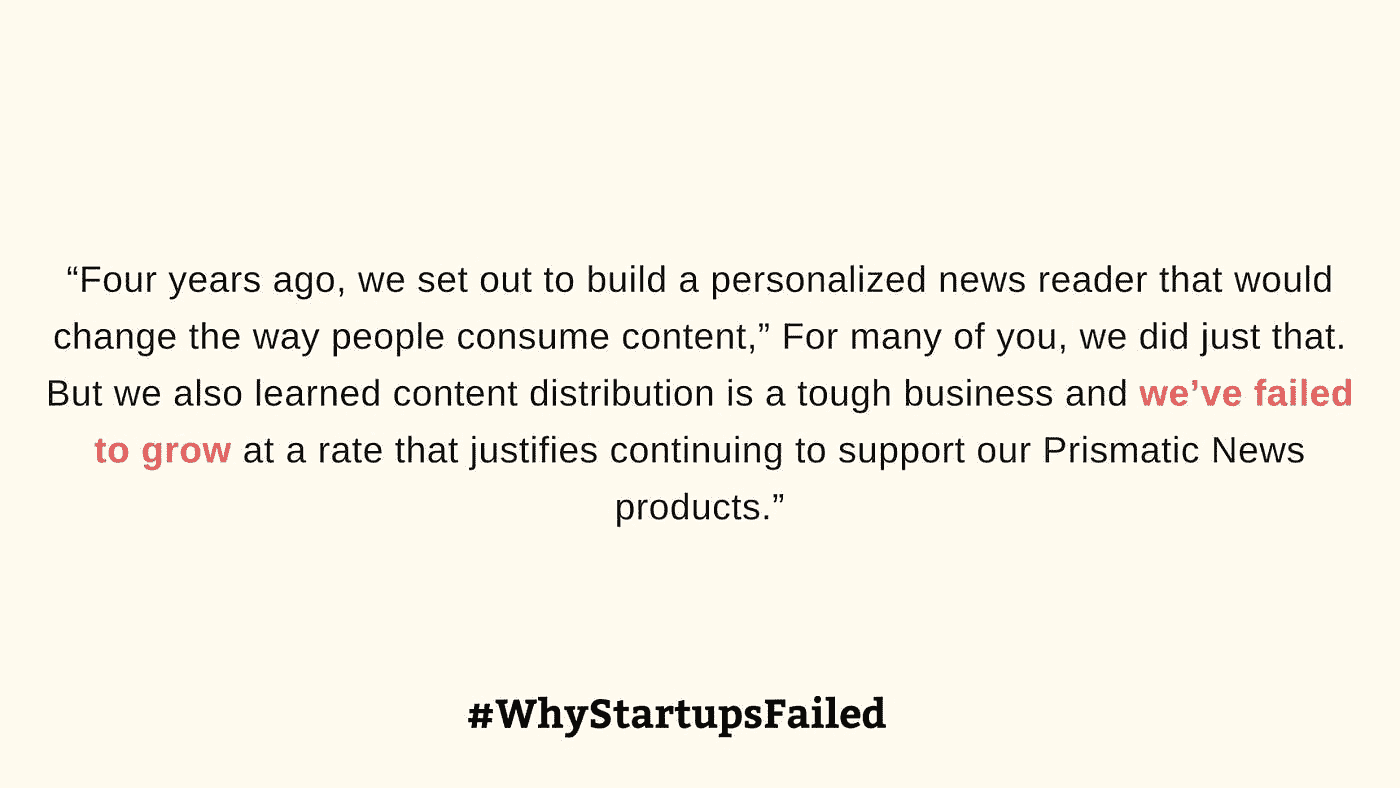 “Four years ago, we set out to build a personalized news reader that would
change the way people consume content,” For many of you, we did just that.
But we also learned content distribution is a tough business and we’ve failed
to grow at a rate that justifies continuing to support our Prismatic News
products.”
#WhyStartupsFailed